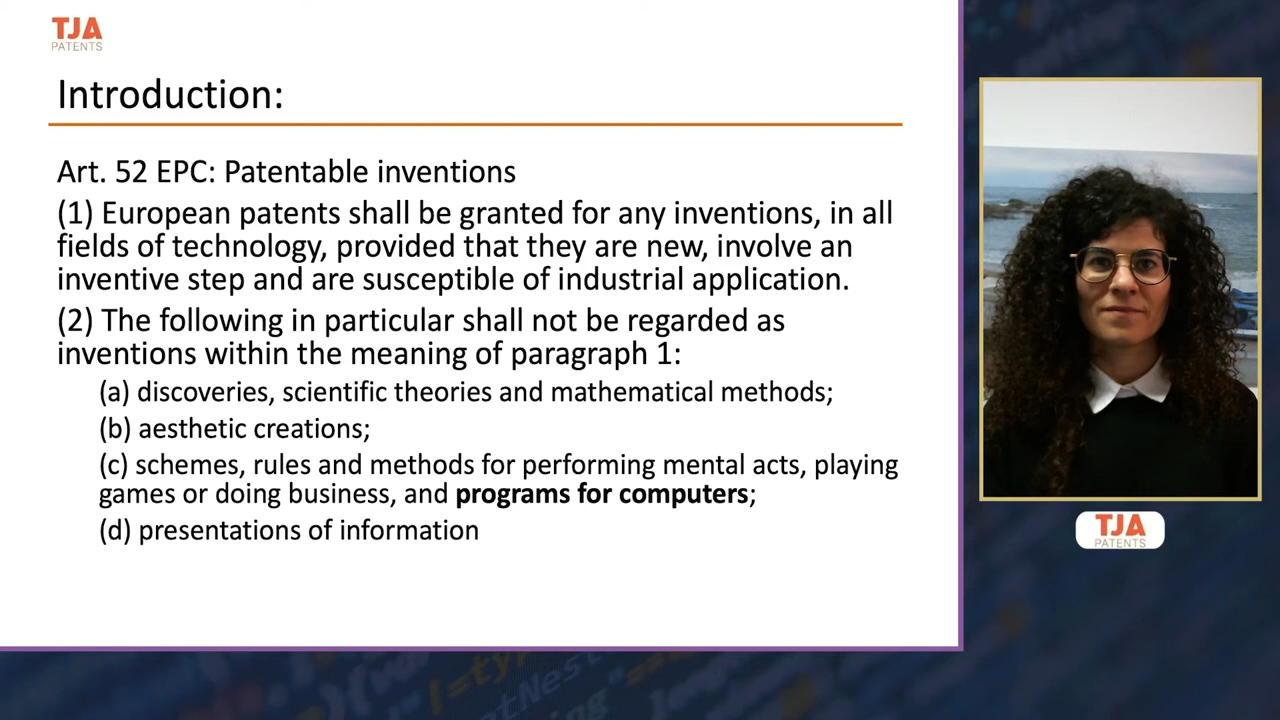 TJA
PATENTS
Introduction:
Art. 52 EPC: Patentable inventions
(1) European patents shall be granted for any inventions, in all
fields of technology, provided that they are new, involve an
inventive step and are susceptible of industrial application.
(2) The following in particular shall not be regarded as
inventions within the meaning of paragraph 1:
(a) discoveries, scientific theories and mathematical methods;
(b) aesthetic creations;
(c) schemes, rules and methods for performing mental acts, playing
games or doing business, and programs for computers;
(d) presentations of information
TJA
PATENTS